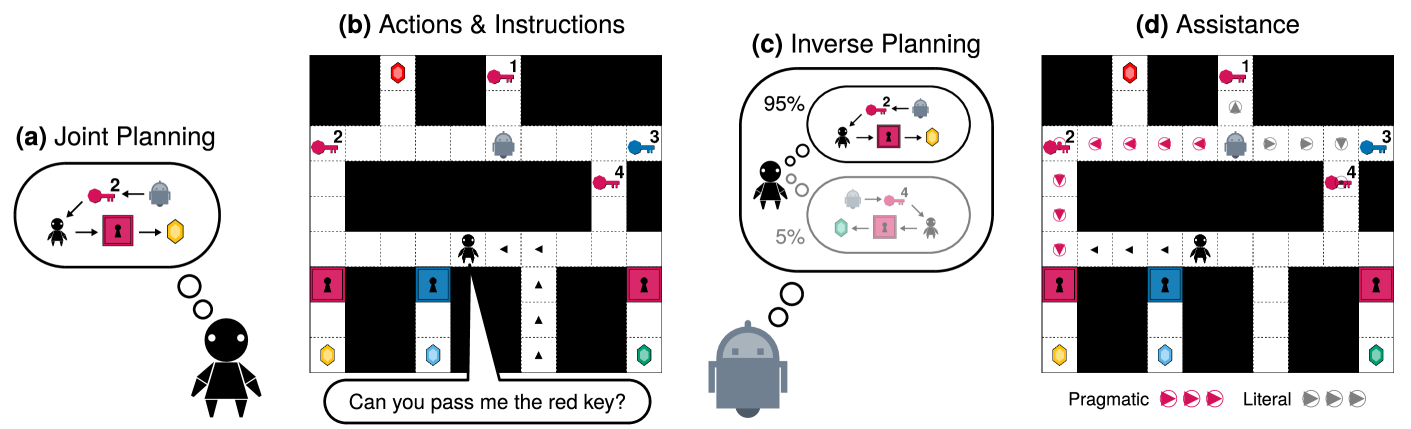 (a) Joint Planning
2
(b) Actions & Instructions
1
2
3
4
Can you pass me the red key?
(c) Inverse Planning
95%
2
4
5%
(d) Assistance
1
2
3
4
Pragmatic Literal